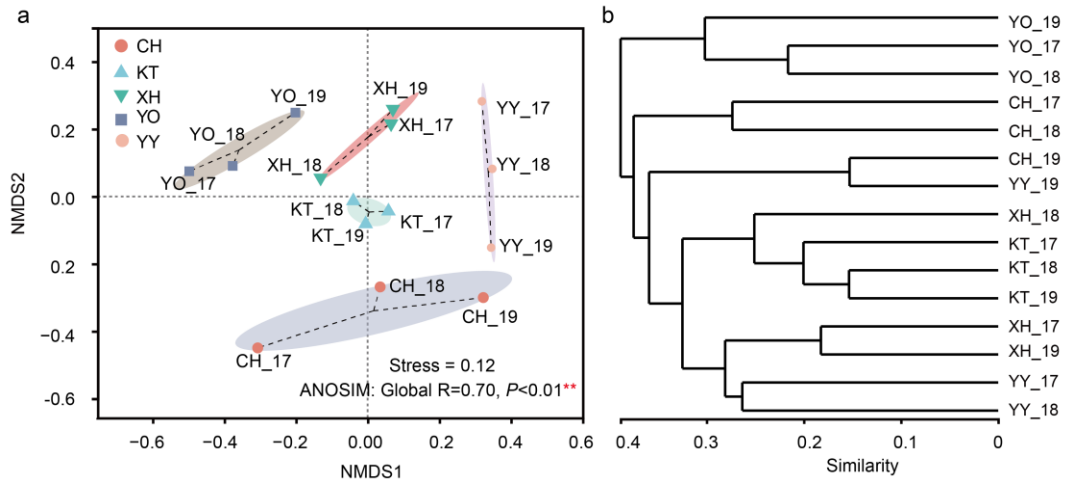 a
CH
KT
XH
YO
YY
0.4
0.2
0.0
0.2
−0.4
-0.6
NMDS2
YO_19
YO_18
YO_17
XH_19
XH_17
XH_18
YY_17
YY_18
YY_19
KT_18
KT_17
KT_19
CH_18
CH_19
CH_17
Stress = 0.12
ANOSIM: Global R=0.70, P<0.01**
−0.6
−0.4
−0.2
0.00
0.2
0.4
0.6
NMDS1
b
YO_19
YO_17
YO_18
CH_17
CH_18
CH_19
YY_19
XH_18
KT_17
KT_18
KT_19
XH_17
XH_19
YY_17
YY_18
0.4
0.3
0.2
0.1
0
Similarity